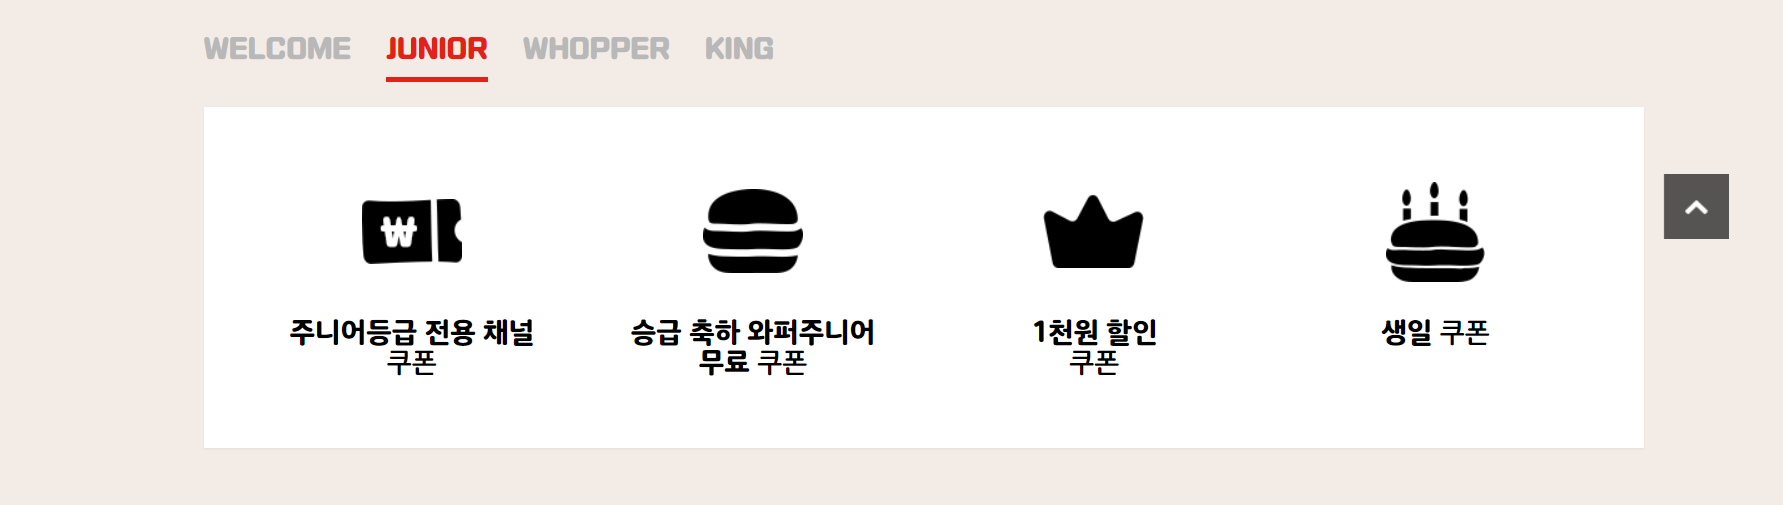 WELCOME JUNIOR WHOPPER KING
₩
주니어등급 전용 채널
쿠폰
승급 축하 와퍼주니어
무료 쿠폰
1천원 할인
쿠폰
생일 쿠폰